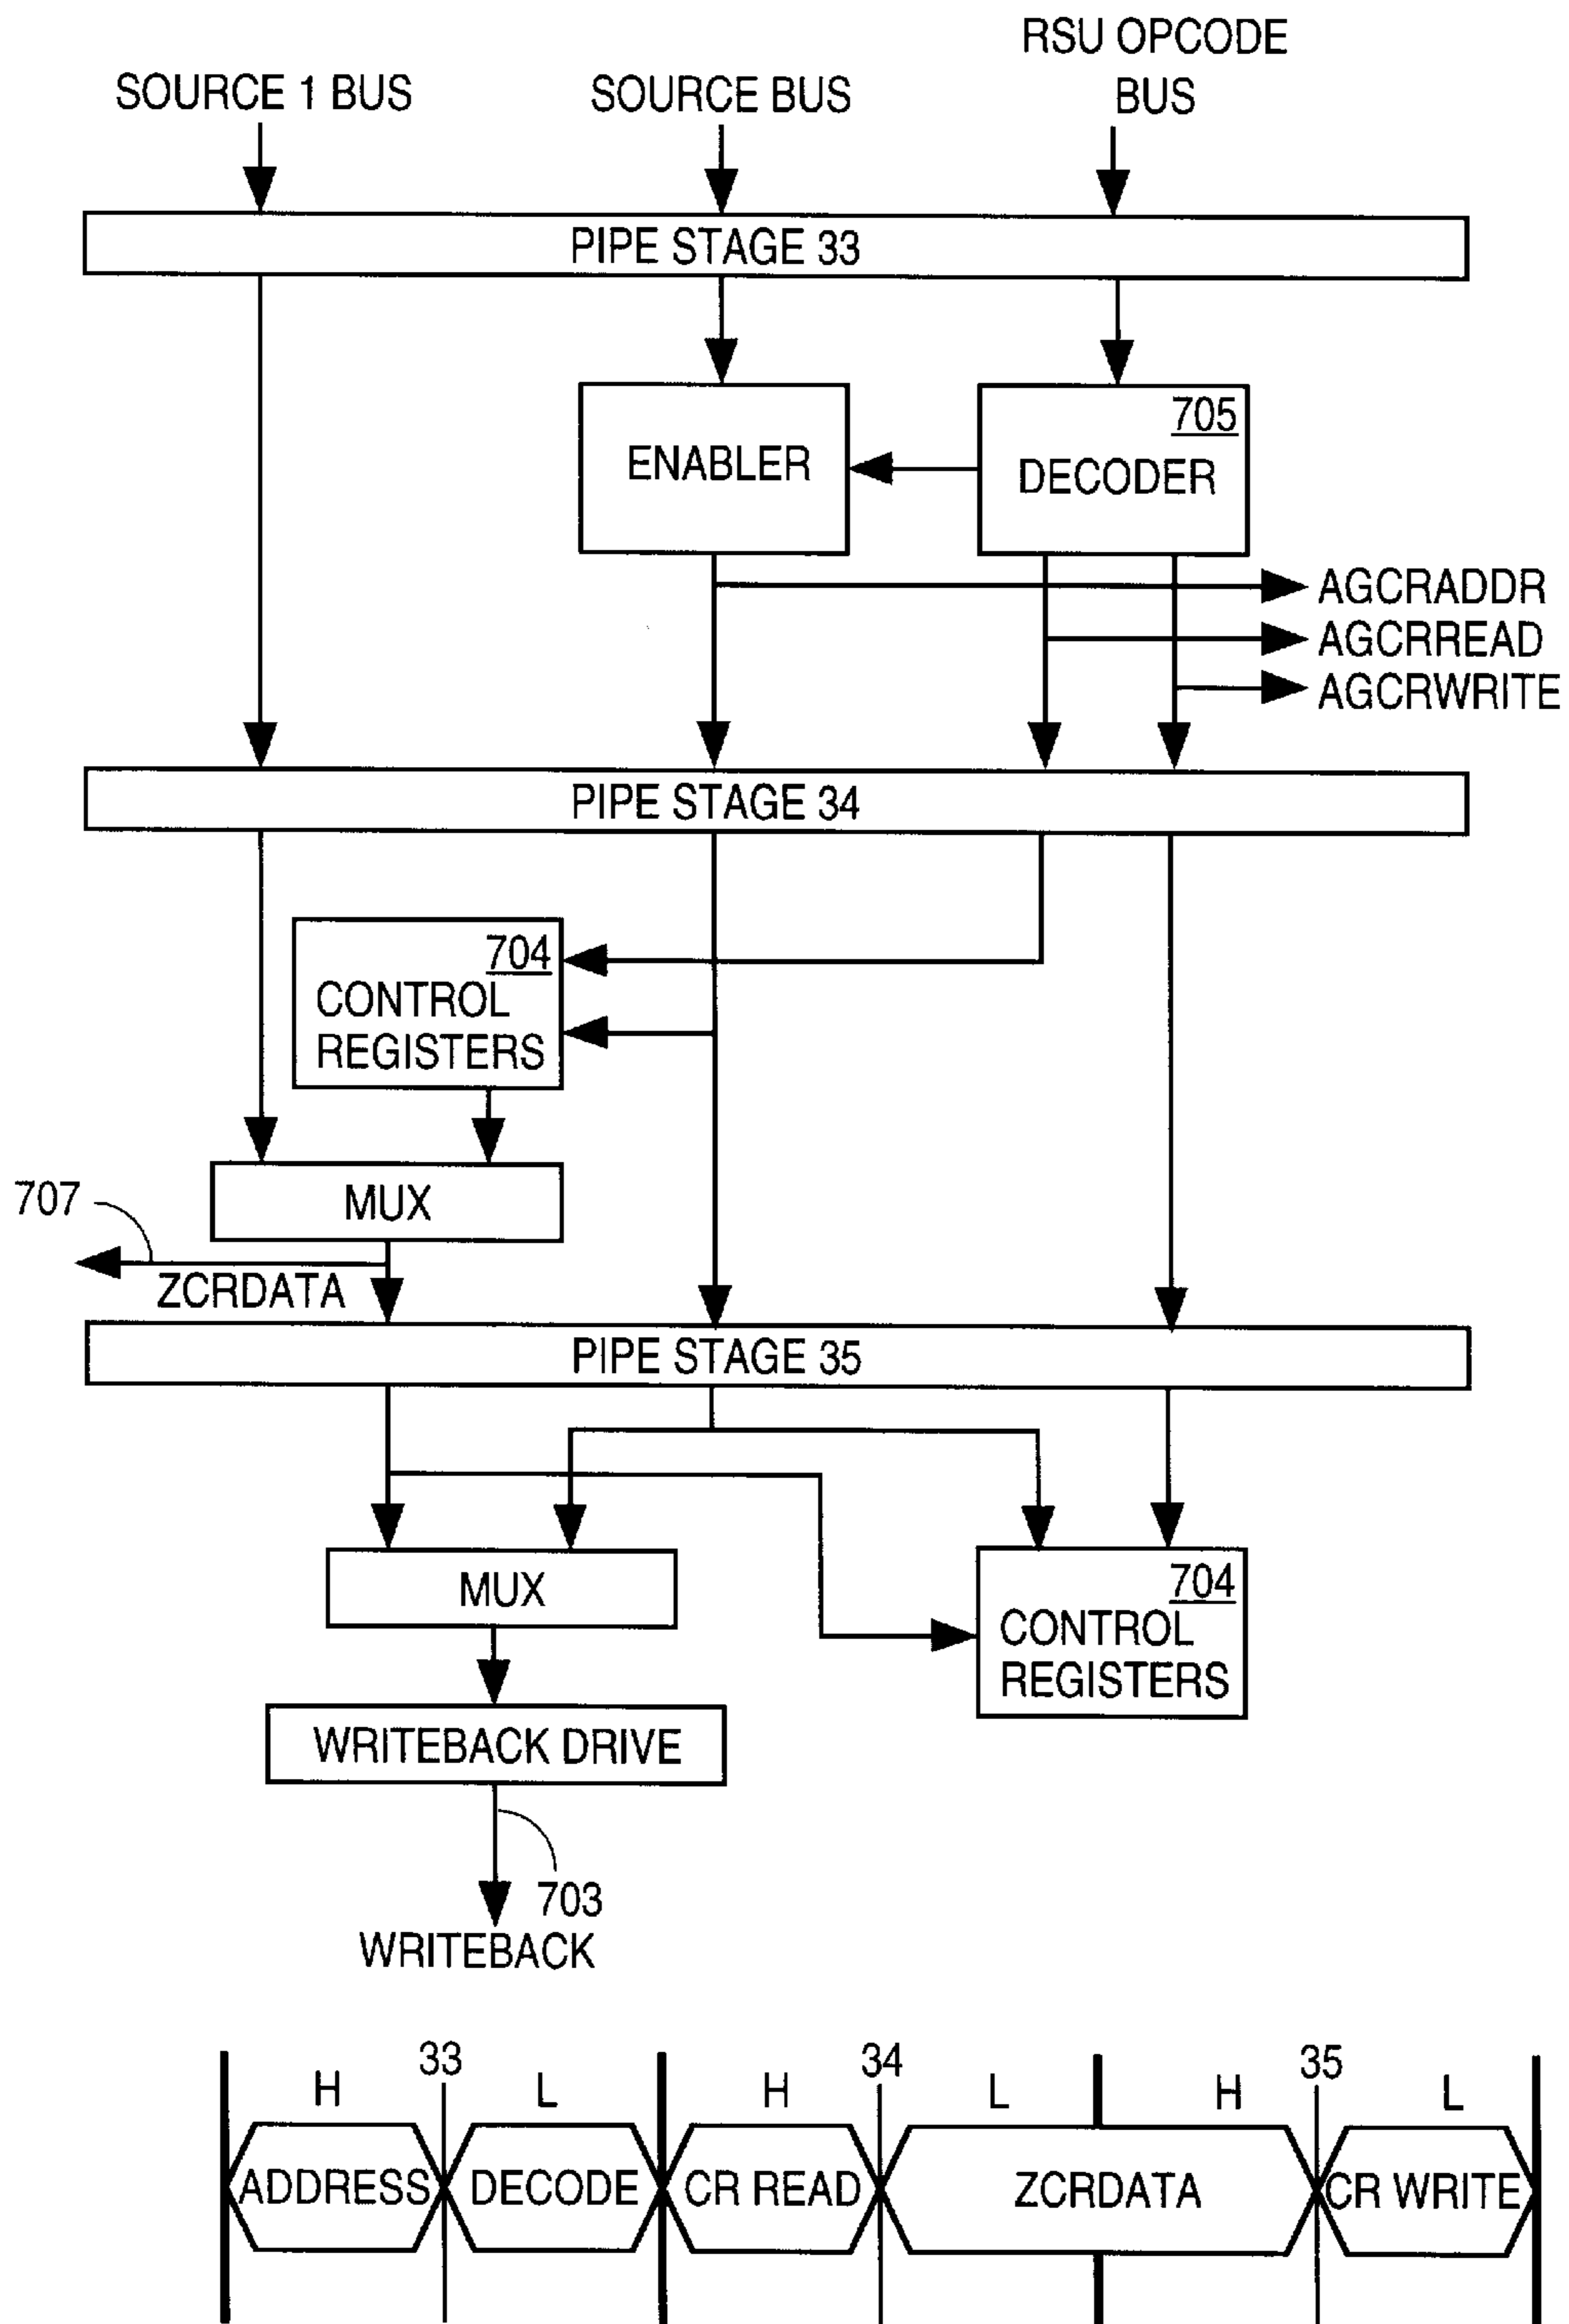 RSU OPCODE
SOURCE 1 BUS SOURCE BUS BUS
PIPE STAGE 33
705
ENABLER DECODER
AGCRADDR
AGCRREAD
AGCRWRITE
PIPE STAGE 34
704
CONTROL
REGISTERS
707 MUX
ZCRDATA
PIPE STAGE 35
MUX 704
CONTROL
REGISTERS
WRITEBACK DRIVE
703
WRITEBACK
33 34 35
H L H L H L
ADDRESS DECODE CR READ ZCRDATA CR WRITE